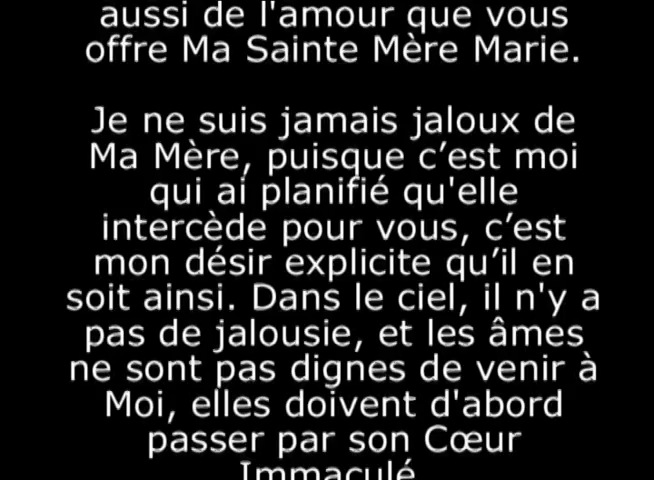 aussi de l'amour que vous
offre Ma Sainte Mère Marie.
Je ne suis jamais jaloux de
Ma Mère, puisque c’est moi
qui ai planifié qu'elle
intercède pour vous, c’est
mon désir explicite qu’il en
soit ainsi. Dans le ciel, il n'y a
pas de jalousie, et les âmes
ne sont pas dignes de venir à
Moi, elles doivent d'abord
passer par son Cœur
Immaculé